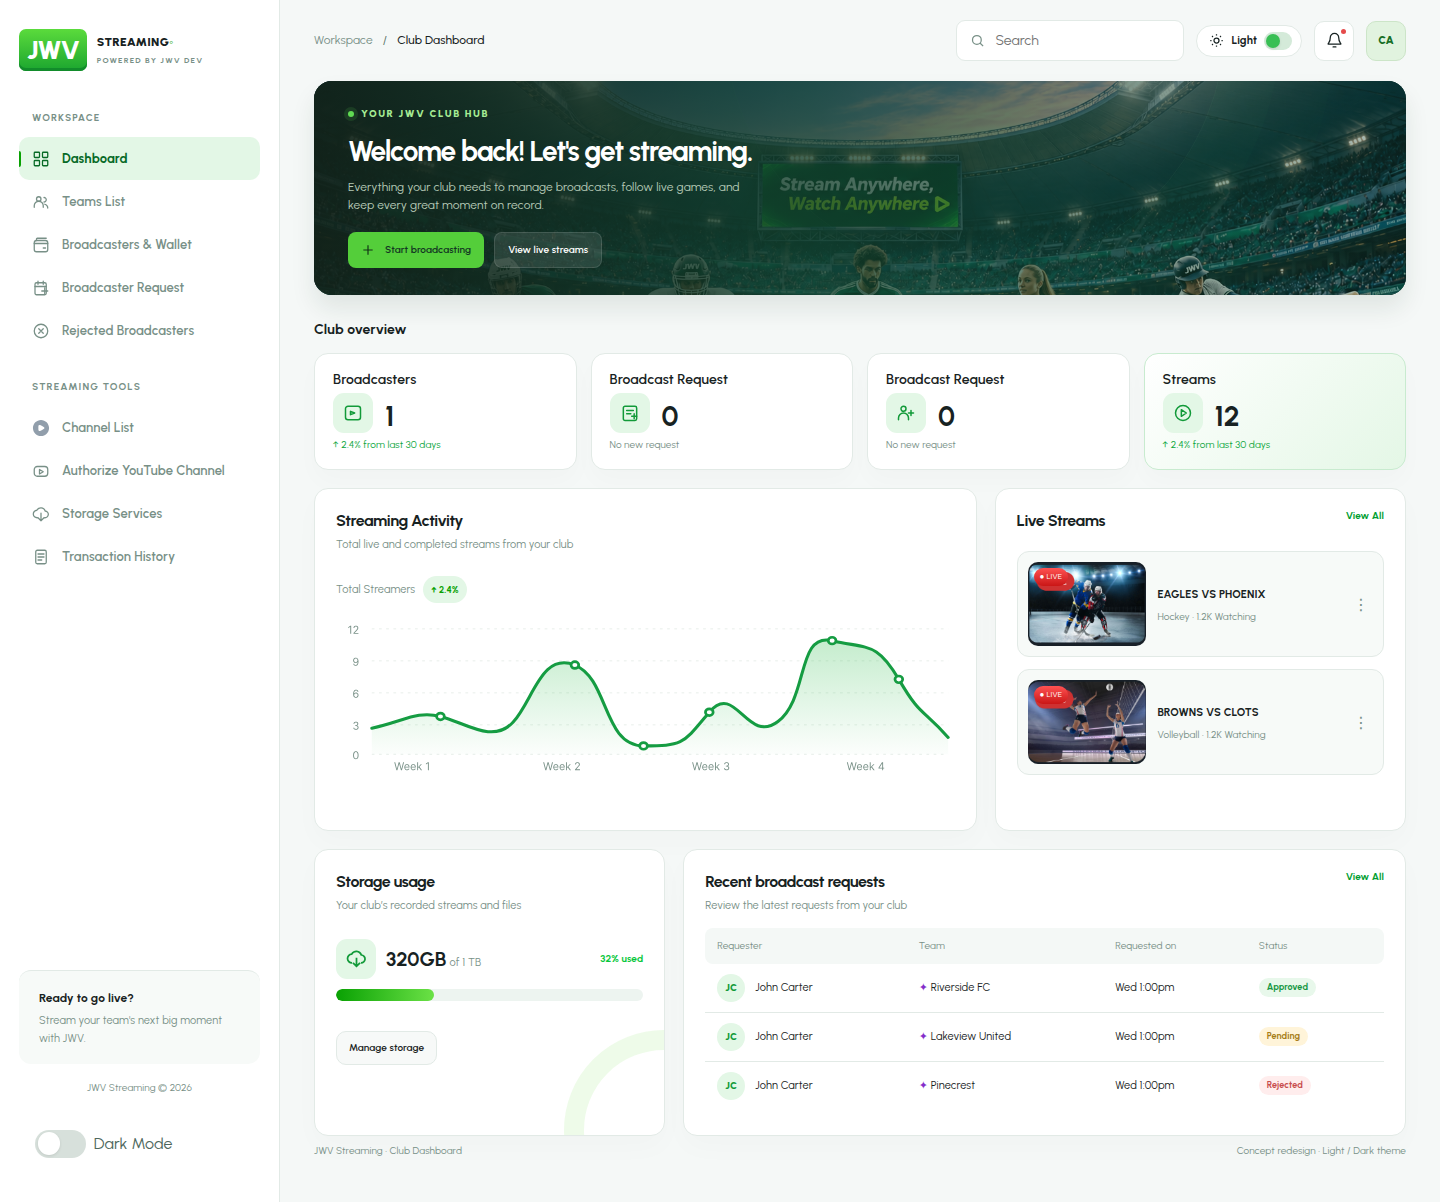 JWV
STREAMING
POWERED BY JWV DEV
WORKSPACE
Dashboard
Teams List
Broadcasters & Wallet
Broadcaster Request
Rejected Broadcasters
STREAMING TOOLS
Channel List
Authorize YouTube Channel
Storage Services
Transaction History
Ready to go live?
Stream your team's next big moment
with JWV.
JWV Streaming © 2026
Dark Mode
Workspace / Club Dashboard
Search
Light
CA
YOUR JWV CLUB HUB
Welcome back! Let's get streaming.
Everything your club needs to manage broadcasts, follow live games, and
keep every great moment on record.
Start broadcasting
View live streams
Stream Anywhere,
Watch Anywhere
JWV
JWV
Club overview
Broadcasters
1
↑ 2.4% from last 30 days
Broadcast Request
0
No new request
Broadcast Request
0
No new request
Streams
12
↑ 2.4% from last 30 days
Streaming Activity
Total live and completed streams from your club
Total Streamers ↑ 2.4%
12
9
6
3
0
Week 1 Week 2 Week 3 Week 4
Live Streams
View All
LIVE
EAGLES VS PHOENIX
Hockey · 1.2K Watching
LIVE
BROWNS VS CLOTS
Volleyball · 1.2K Watching
Storage usage
Your club's recorded streams and files
320GB of 1 TB
32% used
Manage storage
Recent broadcast requests
View All
Review the latest requests from your club
Requester Team Requested on Status
JC John Carter Riverside FC Wed 1:00pm Approved
JC John Carter Lakeview United Wed 1:00pm Pending
JC John Carter Pinecrest Wed 1:00pm Rejected
JWV Streaming · Club Dashboard
Concept redesign · Light / Dark theme